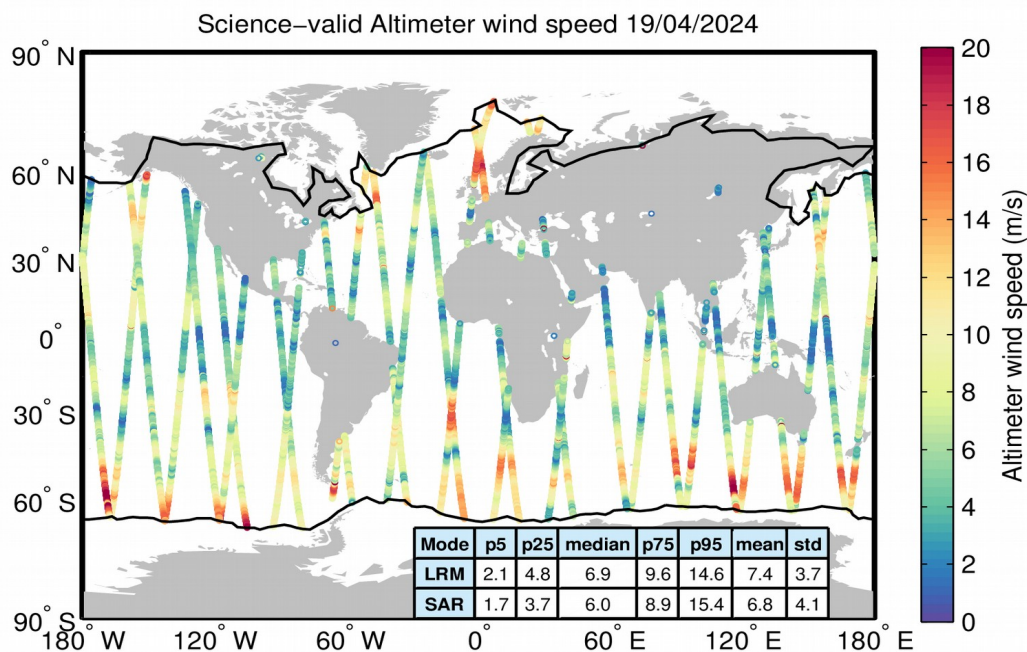 Science−valid Altimeter wind speed 19/04/2024
90° N
60° N
30° N
0°
30° S
60° S
90° S
180° W
120° W
60° W
0°
60° E
120° E
180° E
Mode p5 p25 median p75 p95 mean std
LRM 2.1 4.8 6.9 9.6 14.6 7.4 3.7
SAR 1.7 3.7 6.0 8.9 15.4 6.8 4.1
20
18
16
14
12
10
8
6
4
2
0
Altimeter wind speed (m/s)